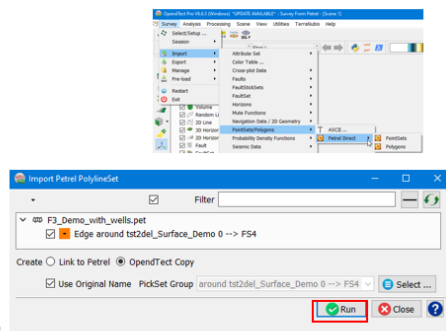 OpendTect Pro V6.6.3 [Windows] *UPDATE AVAILABLE* - Survey From Petrel - [Scene 1]
Survey Analysis Processing Scene View Utilities TerraNubis Help
Select/Setup ...
Session
Import
Export
Manage
Pre-load
Restart
Exit
Attribute Set
Color Table ...
Cross-plot Data
Faults
FaultStickSets
FaultSet
Horizons
Mute Functions
Navigation Data / 2D Geometry
PointSets/Polygons
Probability Density Functions
Seismic Data
ASCII ...
Petrel Direct
PointSets
Polygons
Volume
Random Li
2D Line
3D Horizon
2D Horizon
Fault
Import Petrel PolylineSet
Filter
F3_Demo_with_wells.pet
Edge around tst2del_Surface_Demo 0 --> FS4
Create Link to Petrel OpendTect Copy
Use Original Name PickSet Group around tst2del_Surface_Demo 0 --> FS4 Select ...
Run Close ?